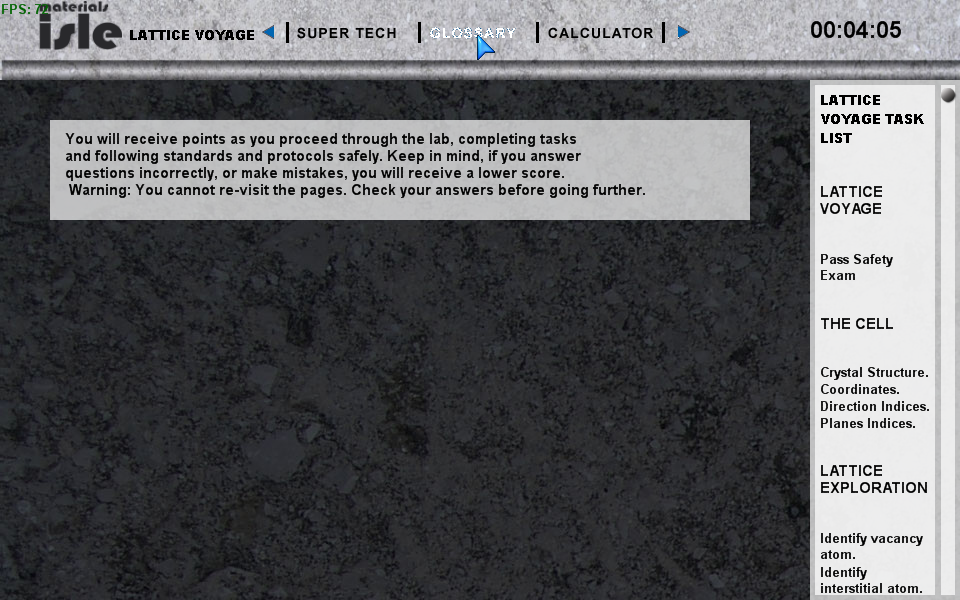 FPS:
materials
isle LATTICE VOYAGE
SUPER TECH
GLOSSARY
CALCULATOR
00:04:05
You will receive points as you proceed through the lab, completing tasks
and following standards and protocols safely. Keep in mind, if you answer
questions incorrectly, or make mistakes, you will receive a lower score.
Warning: You cannot re-visit the pages. Check your answers before going further.
LATTICE
VOYAGE TASK
LIST
LATTICE
VOYAGE
Pass Safety
Exam
THE CELL
Crystal Structure.
Coordinates.
Direction Indices.
Planes Indices.
LATTICE
EXPLORATION
Identify vacancy
atom.
Identify
interstitial atom.